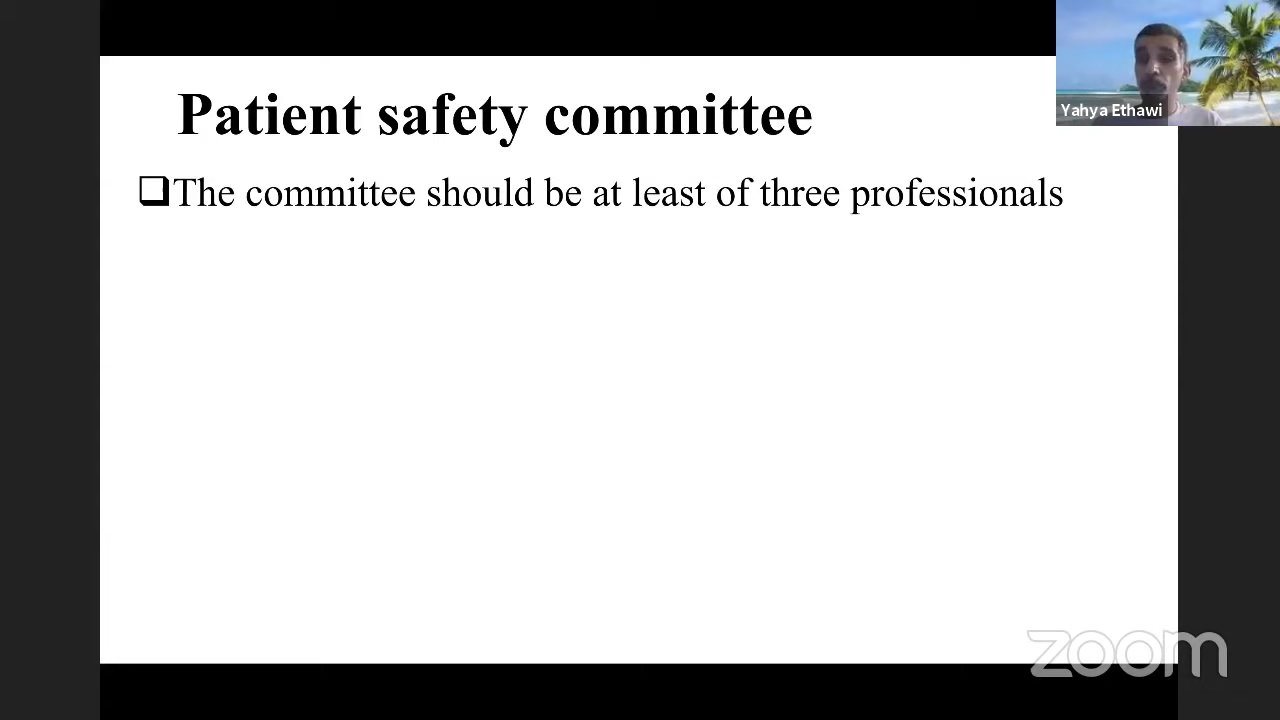 Patient safety committee
❑The committee should be at least of three professionals
Yahya Ethawi
zoom